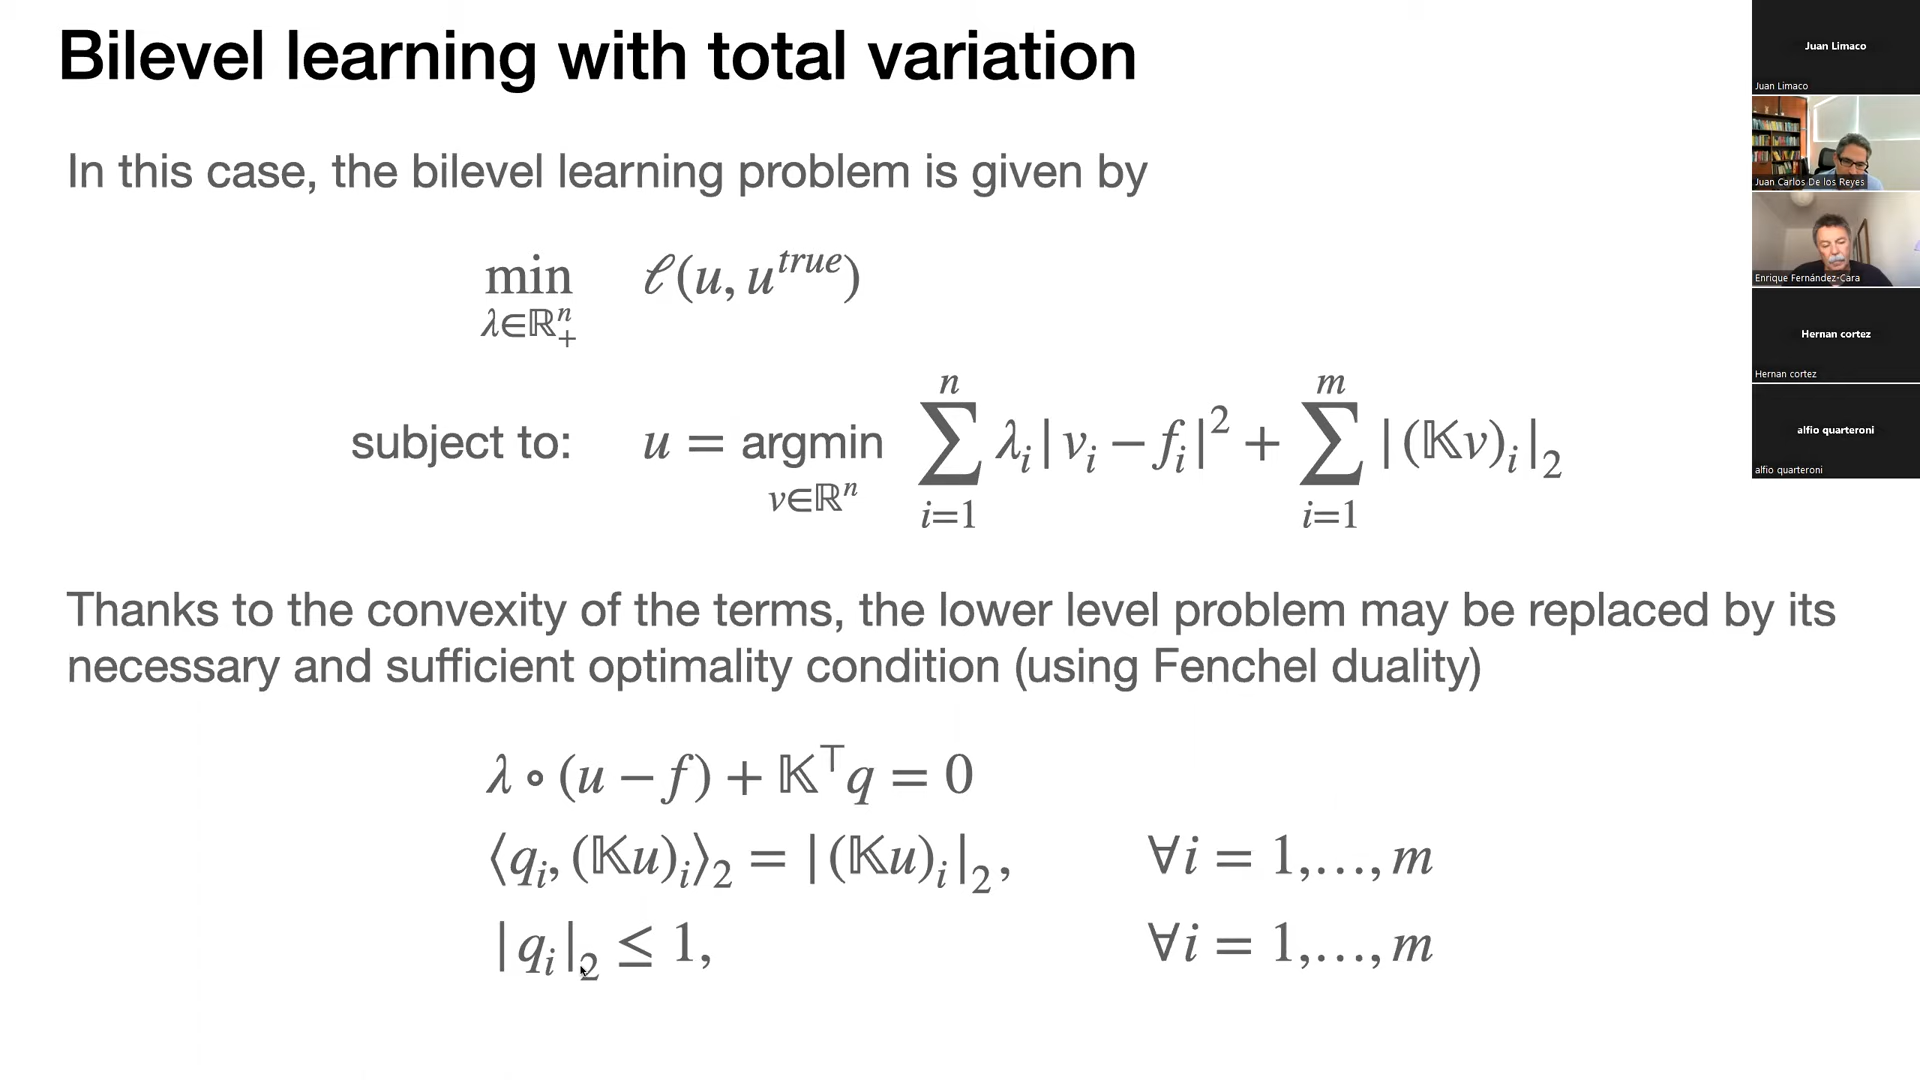 Bilevel learning with total variation
In this case, the bilevel learning problem is given by
min ℓ(u, u^{true})
λ∈ℝ^n_+
subject to: u = argmin ∑_{i=1}^{n} λ_i|v_i − f_i|^2 + ∑_{i=1}^{m} |(𝕂v)_i|_2
v∈ℝ^n
Thanks to the convexity of the terms, the lower level problem may be replaced by its
necessary and sufficient optimality condition (using Fenchel duality)
λ ∘ (u − f) + 𝕂^⊤q = 0
⟨q_i, (𝕂u)_i⟩_2 = |(𝕂u)_i|_2, ∀i = 1,…, m
|q_i|_2 ≤ 1, ∀i = 1,…, m
Juan Limaco
Juan Limaco
Juan Carlos De los Reyes
Enrique Fernández-Cara
Hernan cortez
Hernan cortez
alfio quarteroni
alfio quarteroni